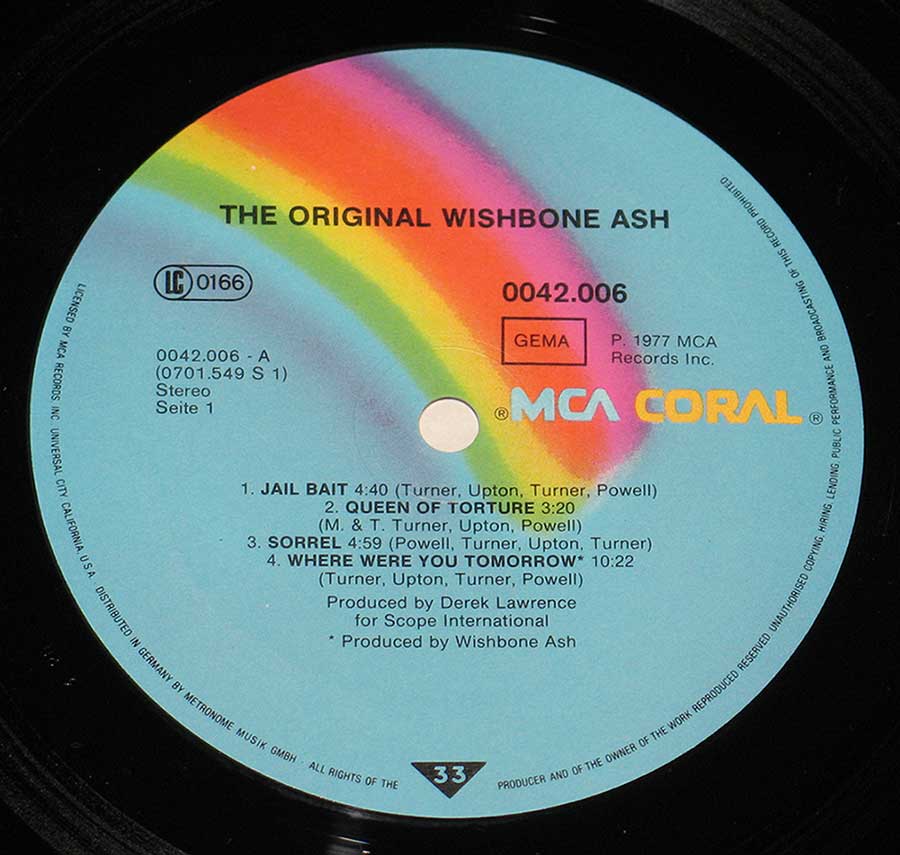 THE ORIGINAL WISHBONE ASH
LC 0166
0042.006
GEMA
P. 1977 MCA
Records Inc.
0042.006 - A
(0701.549 S 1)
Stereo
Seite 1
® MCA CORAL ®
1. JAIL BAIT 4:40 (Turner, Upton, Turner, Powell)
2. QUEEN OF TORTURE 3:20
(M. & T. Turner, Upton, Powell)
3. SORREL 4:59 (Powell, Turner, Upton, Turner)
4. WHERE WERE YOU TOMORROW* 10:22
(Turner, Upton, Turner, Powell)
Produced by Derek Lawrence
for Scope International
* Produced by Wishbone Ash
33
LICENSED BY MCA RECORDS INC. UNIVERSAL CITY CALIFORNIA, U.S.A. · DISTRIBUTED IN GERMANY BY METRONOME MUSIK GMBH · ALL RIGHTS OF THE PRODUCER AND OF THE OWNER OF THE WORK REPRODUCED RESERVED. UNAUTHORISED COPYING, HIRING, LENDING, PUBLIC PERFORMANCE AND BROADCASTING OF THIS RECORD PROHIBITED